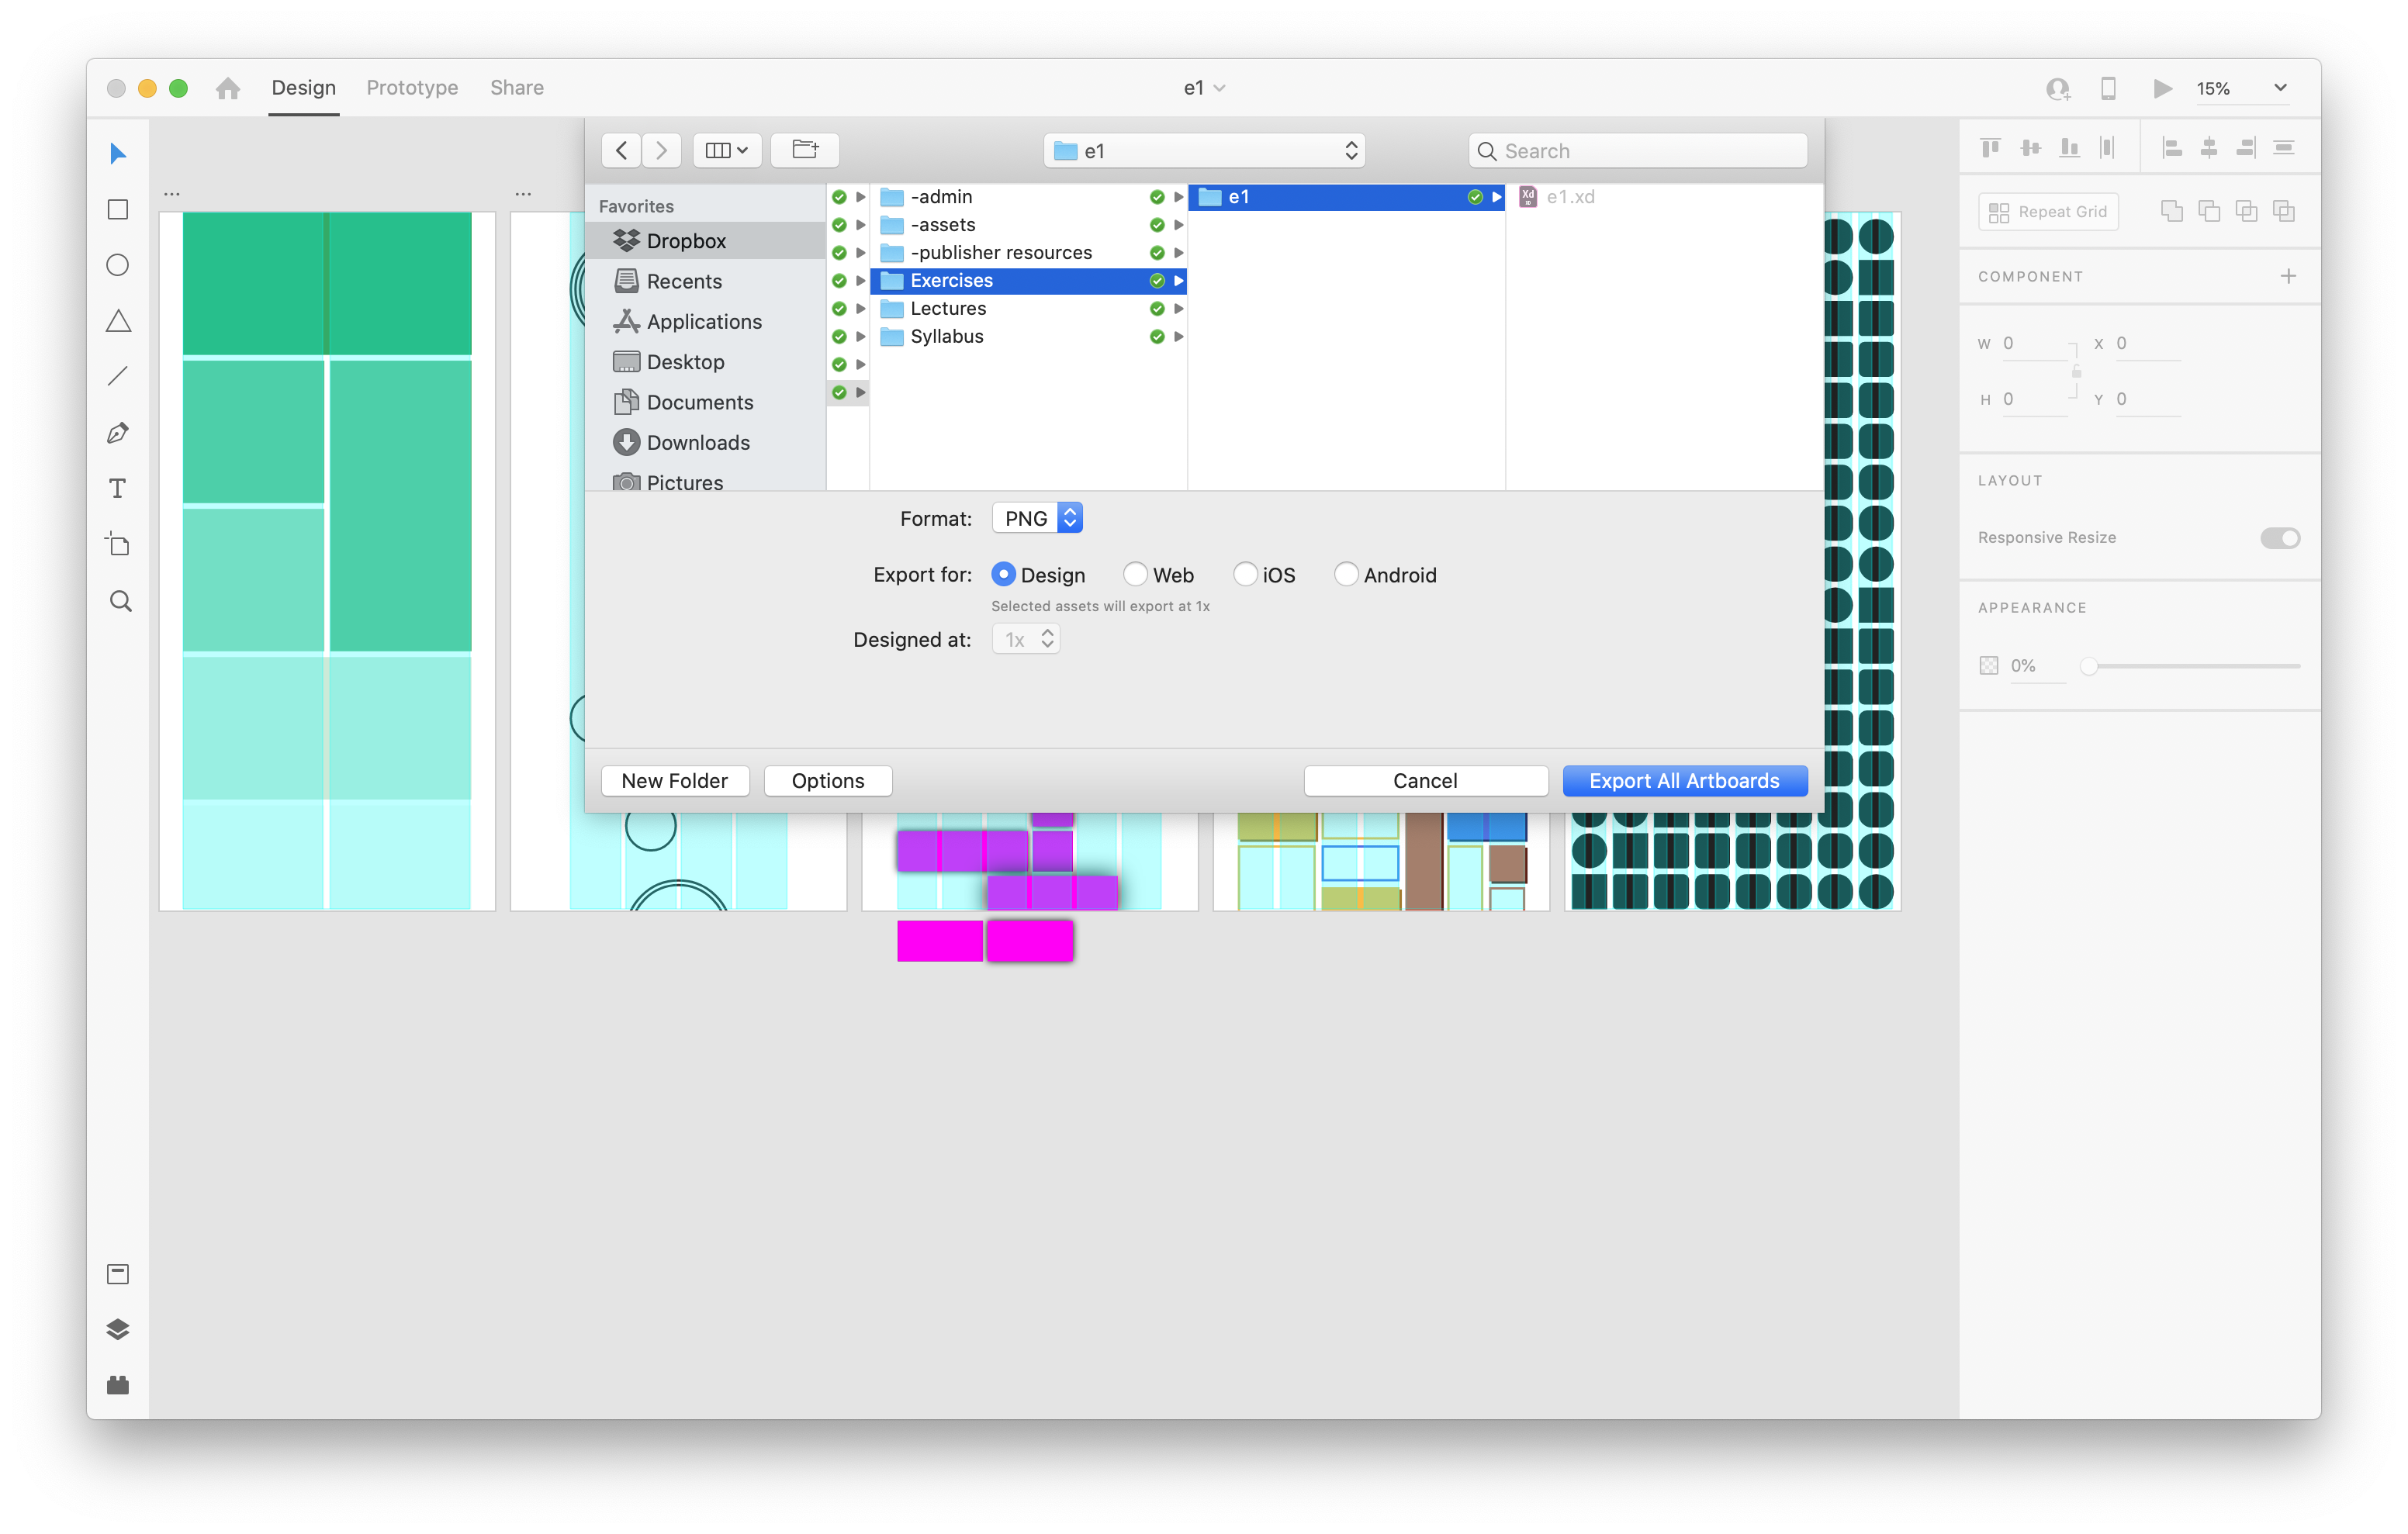 Design Prototype Share e1 15%
... ...
e1 Search
Favorites
Dropbox
Recents
Applications
Desktop
Documents
Downloads
Pictures
-admin
-assets
-publisher resources
Exercises
Lectures
Syllabus
e1
Xd
e1.xd
Format: PNG
Export for: Design Web iOS Android
Selected assets will export at 1x
Designed at: 1x
New Folder Options Cancel Export All Artboards
Repeat Grid
COMPONENT
W 0 X 0
H 0 Y 0
LAYOUT
Responsive Resize
APPEARANCE
0%
T